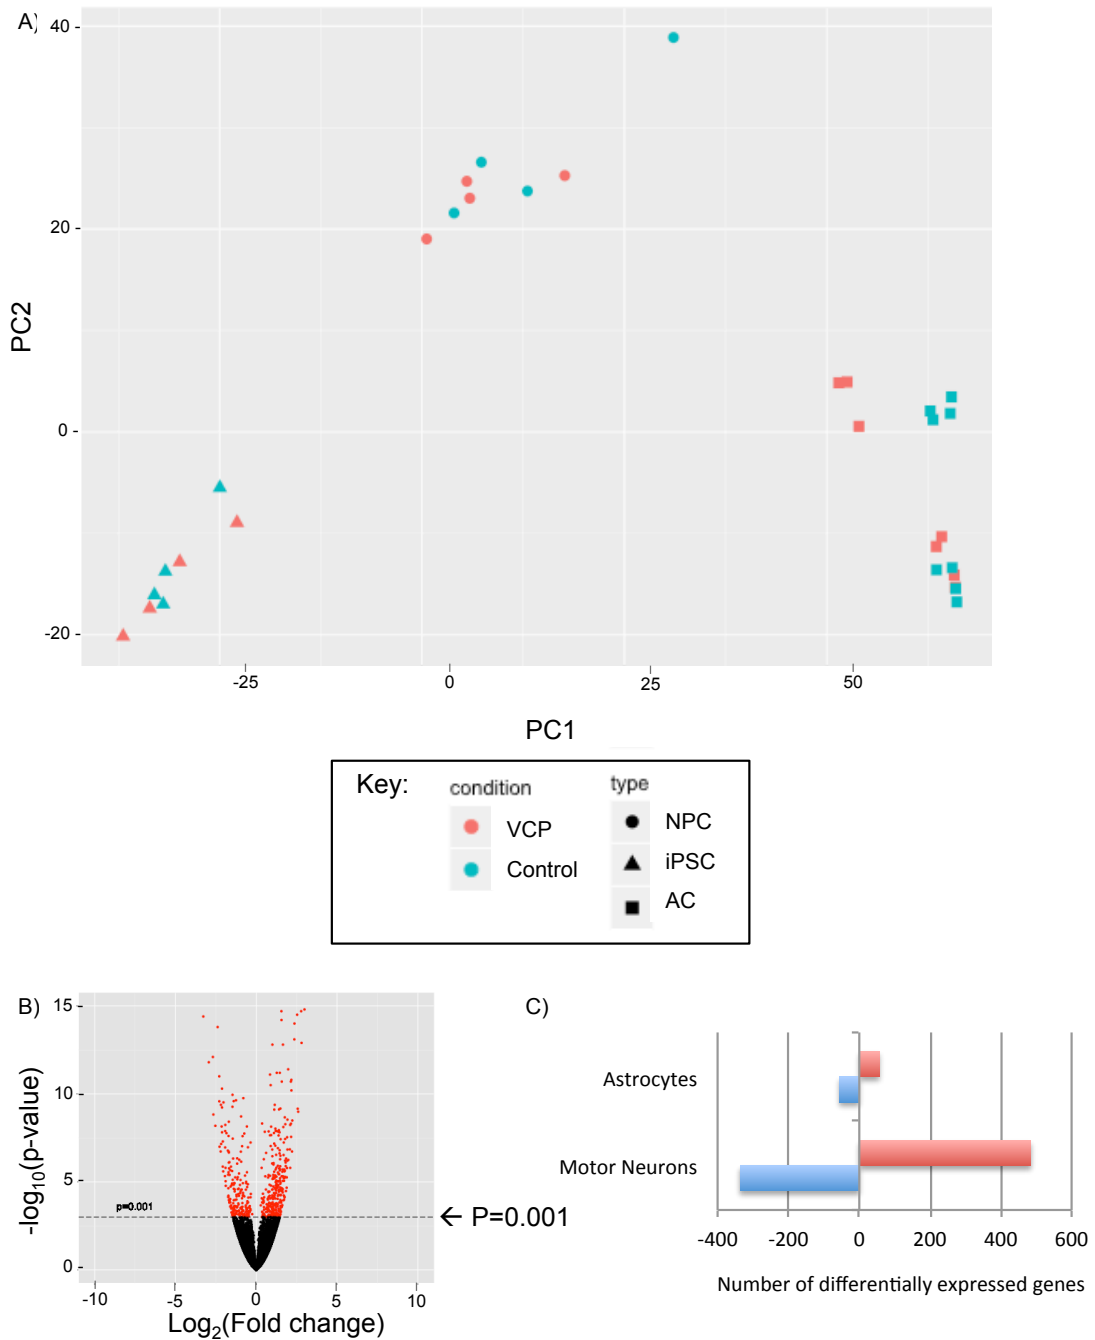 A)
40
20
0
-20
PC2
-25 0 25 50
PC1
Key:
condition
VCP
Control
type
NPC
iPSC
AC
B)
15
10
5
0
-log10(p-value)
p=0.001
← P=0.001
-10 -5 0 5 10
Log2(Fold change)
C)
Astrocytes
Motor Neurons
-400 -200 0 200 400 600
Number of differentially expressed genes